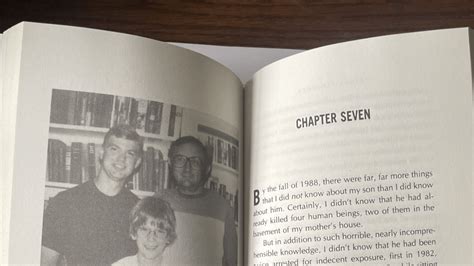 CHAPTER SEVEN
By the fall of 1988, there were far, far more things
that I did not know about my son than I did know
about him. Certainly, I didn't know that he had al-
ready killed four human beings, two of them in the
basement of my mother's house.
But in addition to such horrible, nearly incompre-
hensible knowledge, I didn't know that he had been
twice arrested for indecent exposure, first in 1982,
while sitting